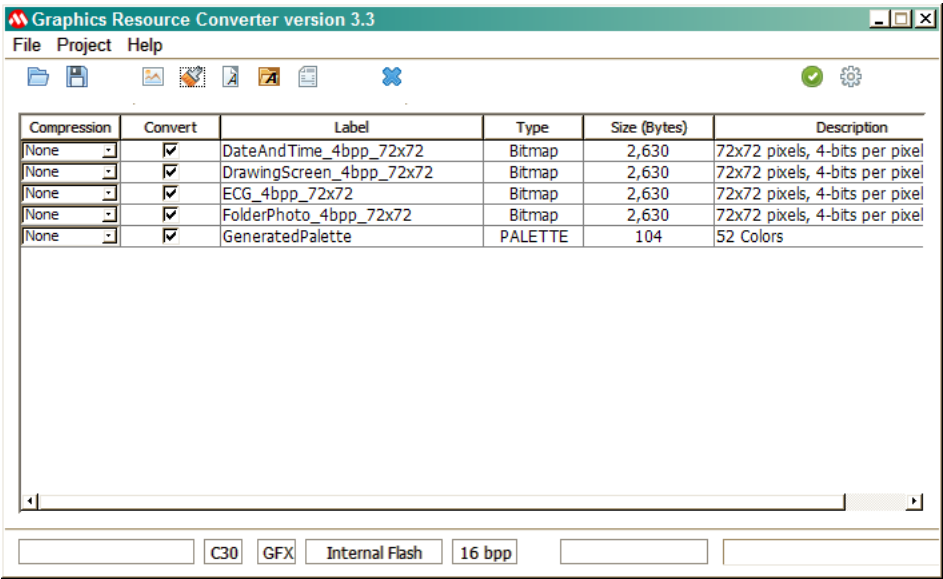 Graphics Resource Converter version 3.3
File Project Help
Compression Convert Label Type Size (Bytes) Description
None DateAndTime_4bpp_72x72 Bitmap 2,630 72x72 pixels, 4-bits per pixel
None DrawingScreen_4bpp_72x72 Bitmap 2,630 72x72 pixels, 4-bits per pixel
None ECG_4bpp_72x72 Bitmap 2,630 72x72 pixels, 4-bits per pixel
None FolderPhoto_4bpp_72x72 Bitmap 2,630 72x72 pixels, 4-bits per pixel
None GeneratedPalette PALETTE 104 52 Colors
C30 GFX Internal Flash 16 bpp